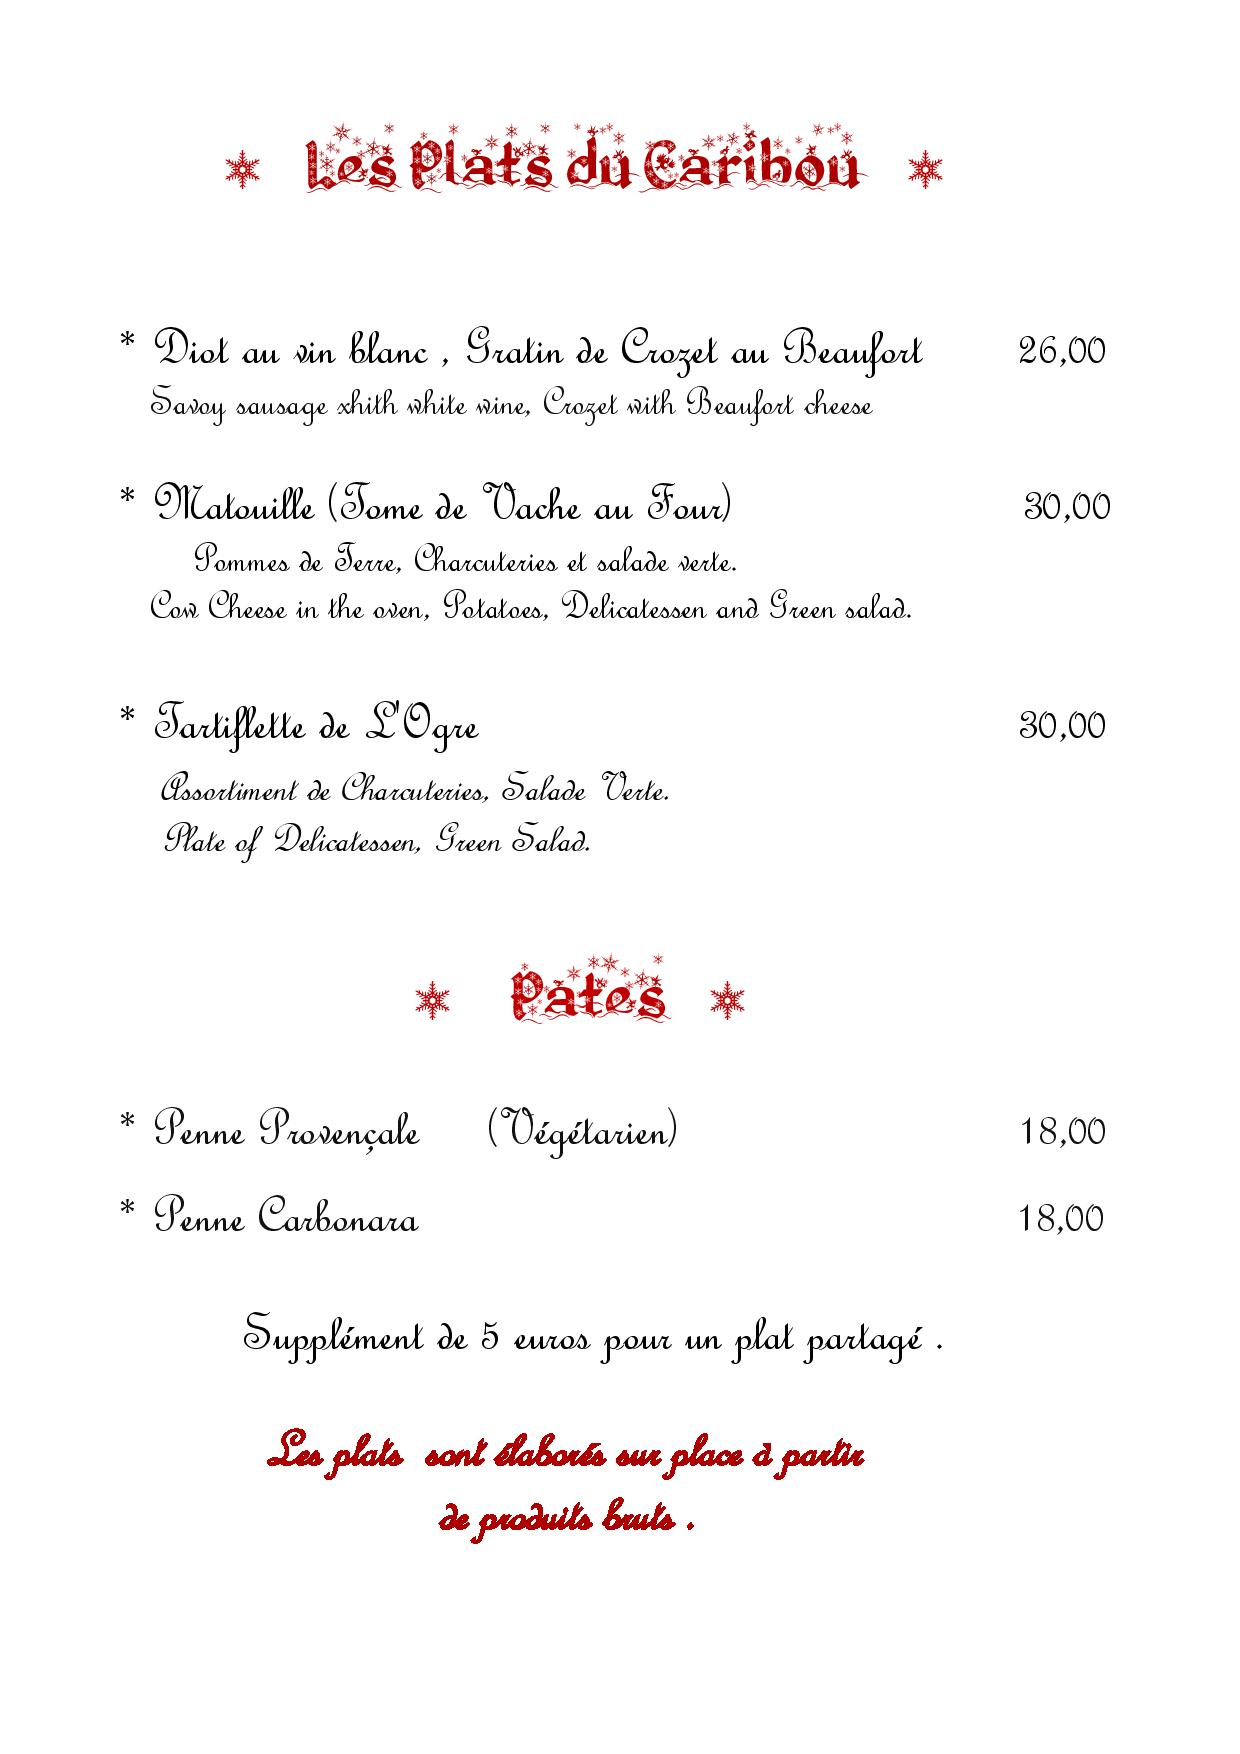 Les Plats du Caribou
* Diot au vin blanc , Gratin de Crozet au Beaufort 26,00
Savoy sausage xhith white wine, Crozet with Beaufort cheese
* Matouille (Tome de Vache au Four) 30,00
Pommes de Terre, Charcuteries et salade verte.
Cow Cheese in the oven, Potatoes, Delicatessen and Green salad.
* Tartiflette de L'Ogre 30,00
Assortiment de Charcuteries, Salade Verte.
Plate of Delicatessen, Green Salad.
Pates
* Penne Provençale (Végétarien) 18,00
* Penne Carbonara 18,00
Supplément de 5 euros pour un plat partagé .
Les plats sont élaborés sur place à partir
de produits bruts .